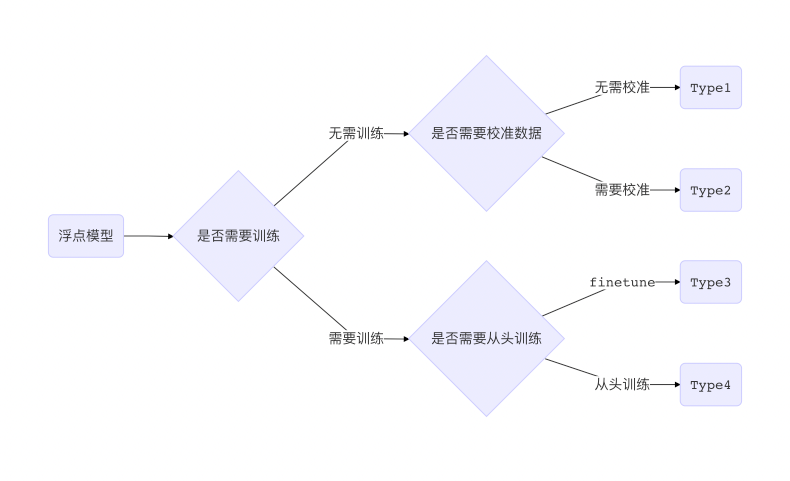 浮点模型
是否需要训练
无需训练
是否需要校准数据
无需校准
Type1
需要校准
Type2
需要训练
是否需要从头训练
finetune
Type3
从头训练
Type4